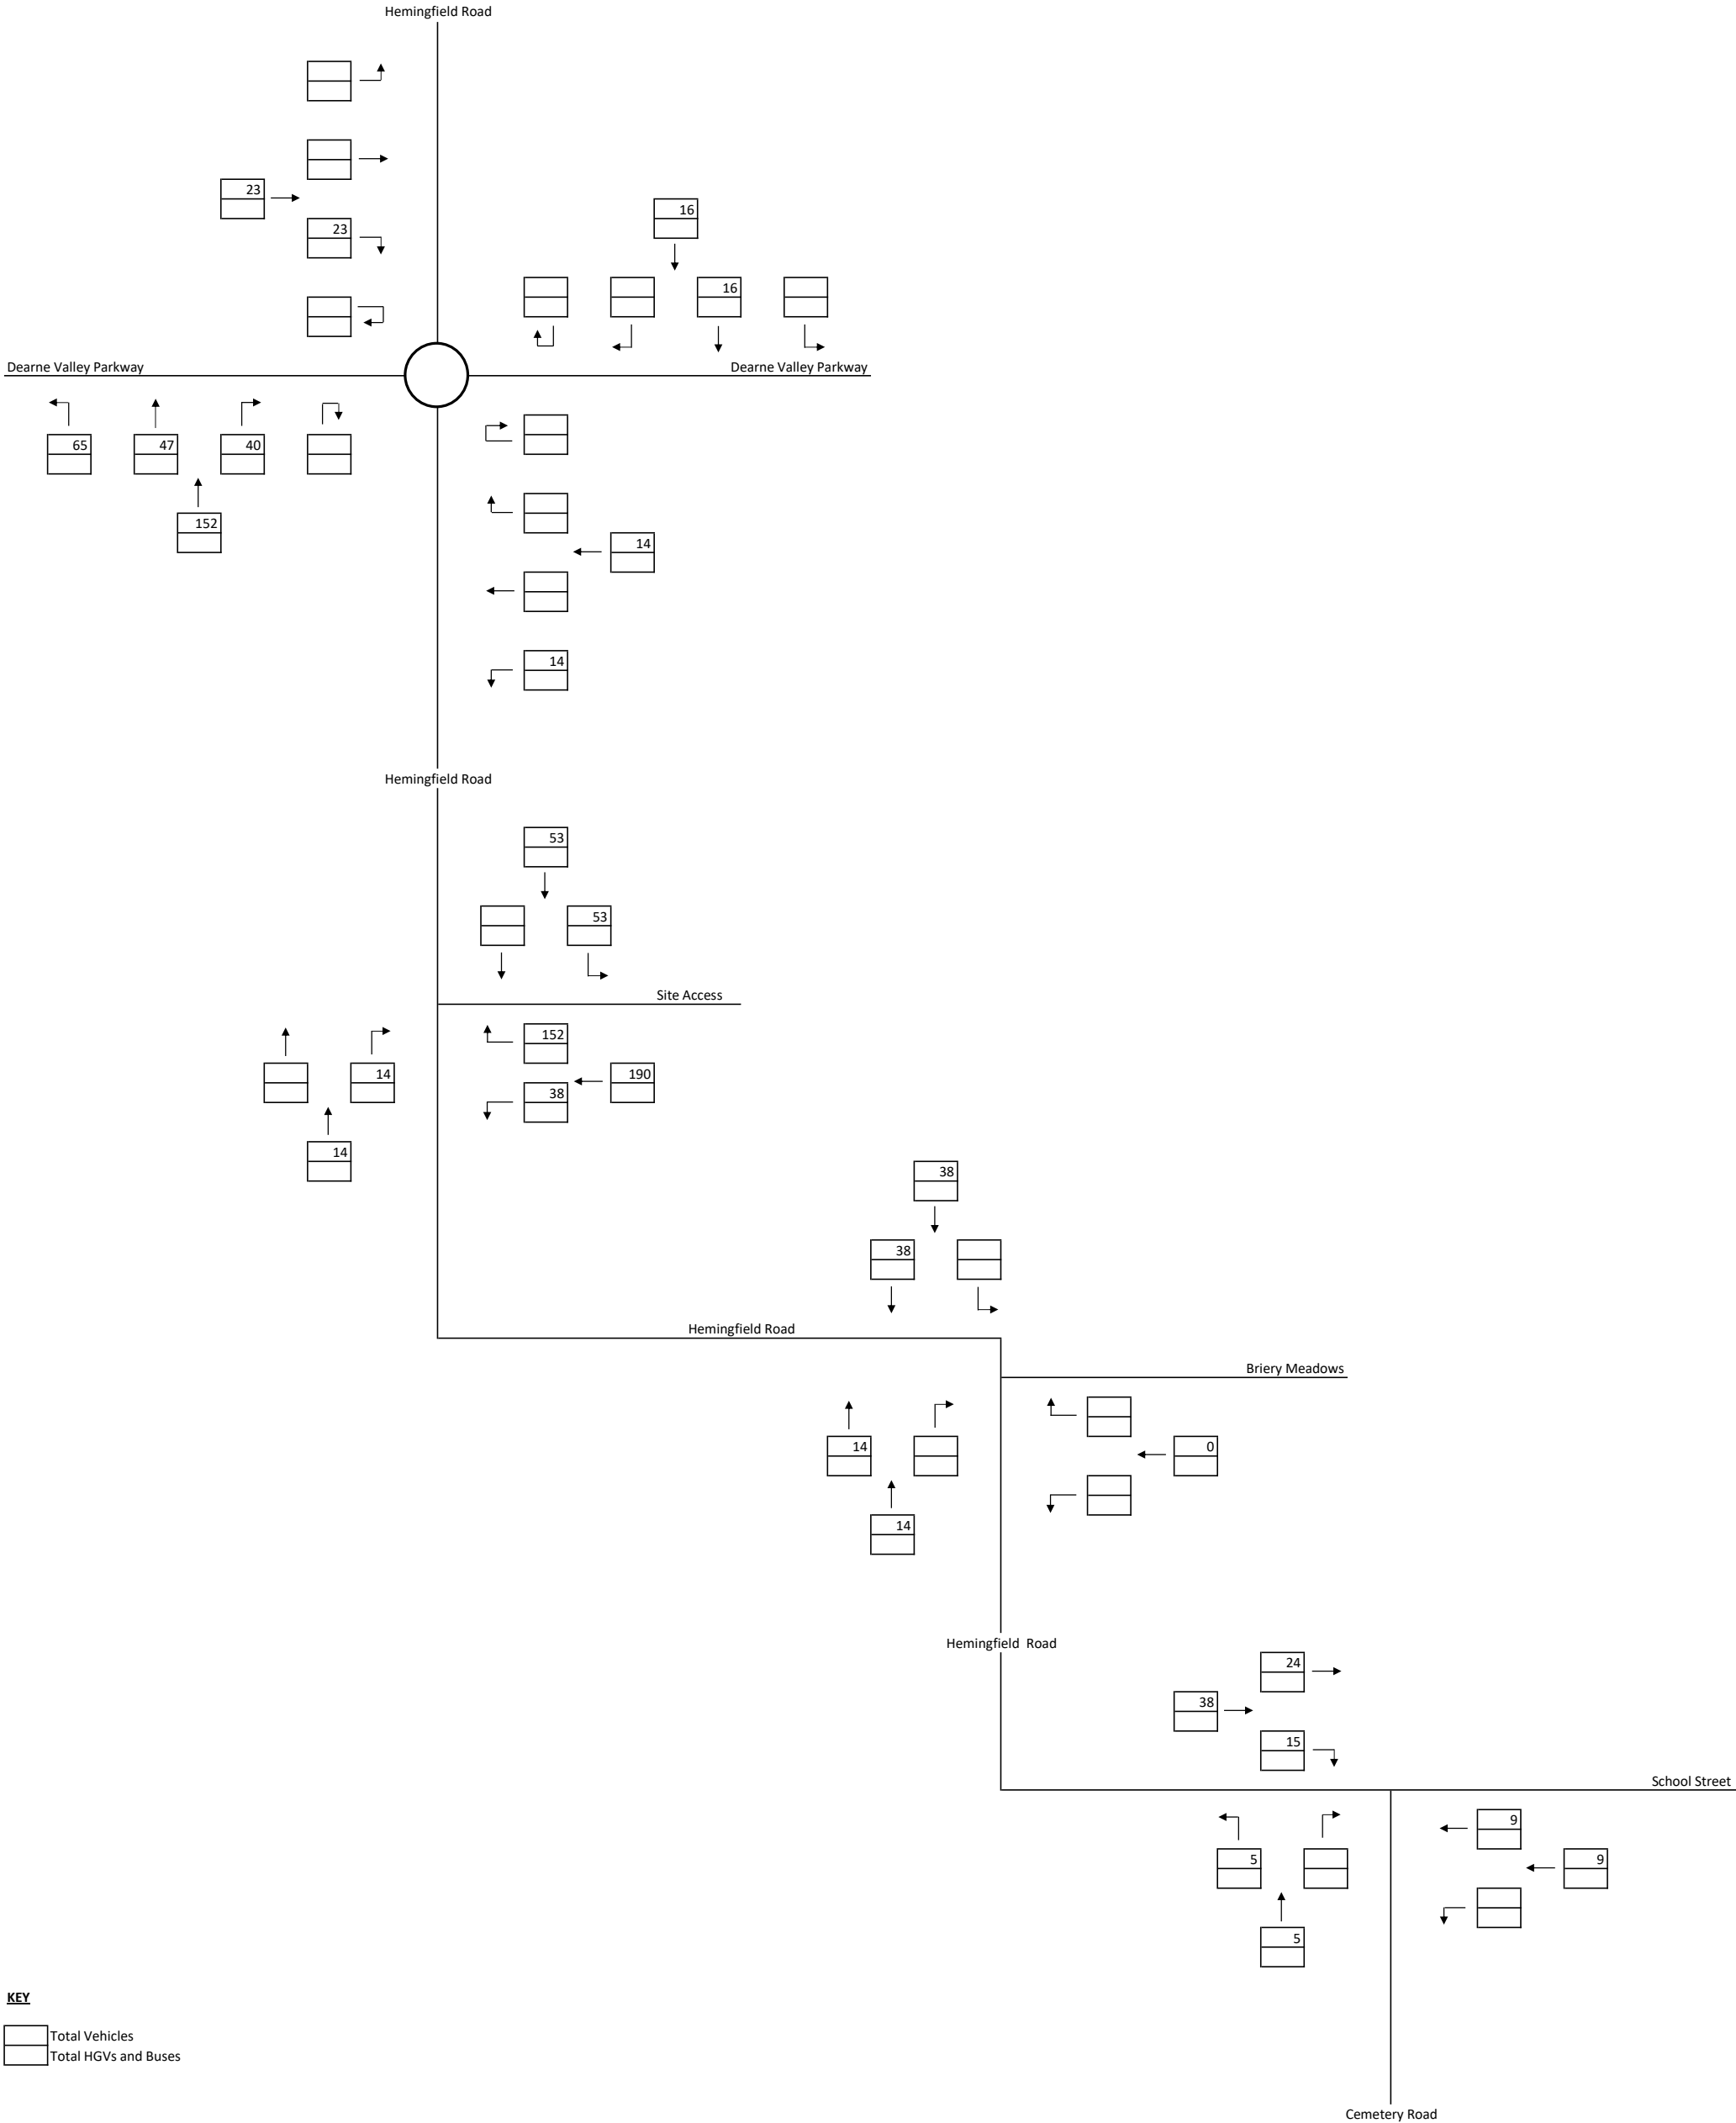 Hemingfield Road
23
16
23
16
Dearne Valley Parkway
Dearne Valley Parkway
65
47
40
152
14
14
Hemingfield Road
53
53
Site Access
152
14
190
38
14
38
38
Hemingfield Road
Briery Meadows
14
0
14
Hemingfield Road
24
38
15
School Street
9
5
9
5
KEY
Total Vehicles
Total HGVs and Buses
Cemetery Road